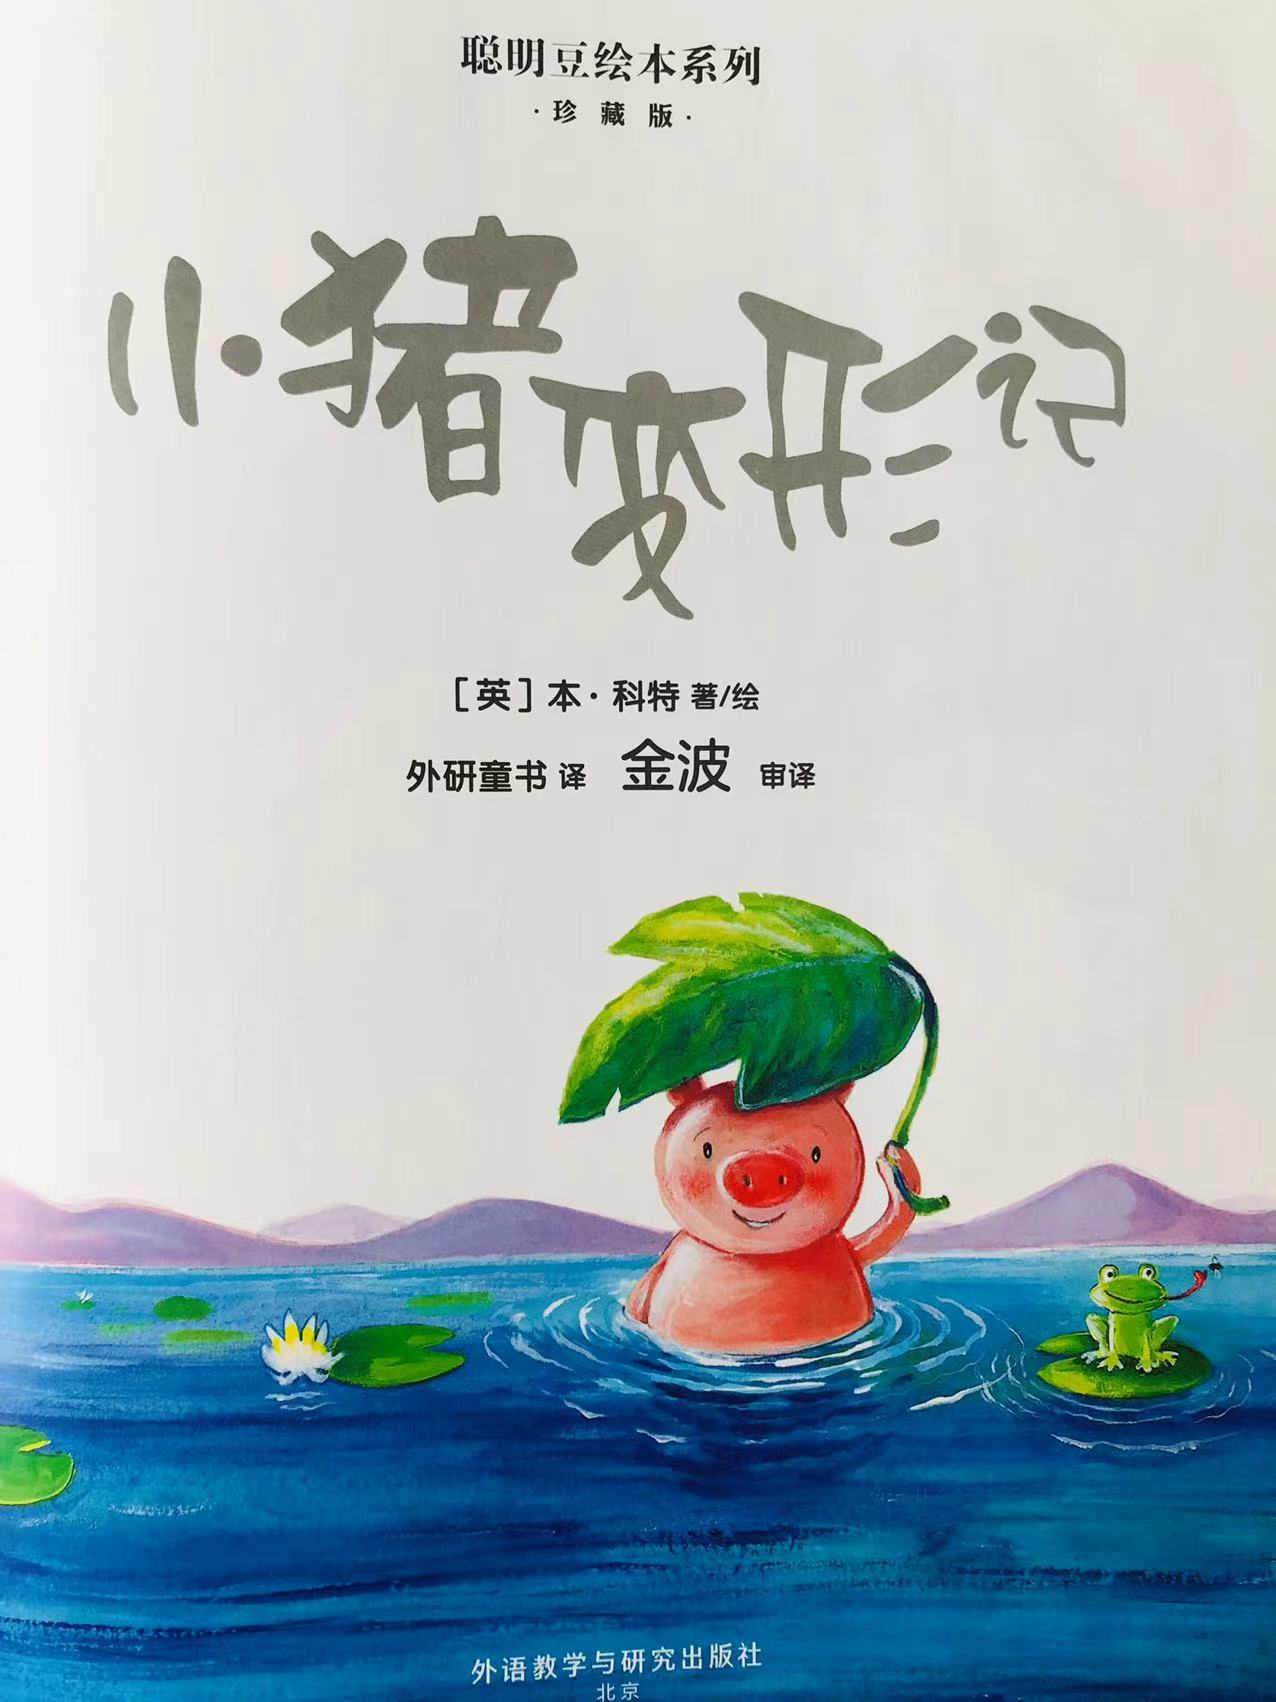 聪明豆绘本系列
·珍藏版·
小猪变形记
［英］本·科特 著/绘
外研童书 译 金波 审译
外语教学与研究出版社
北京